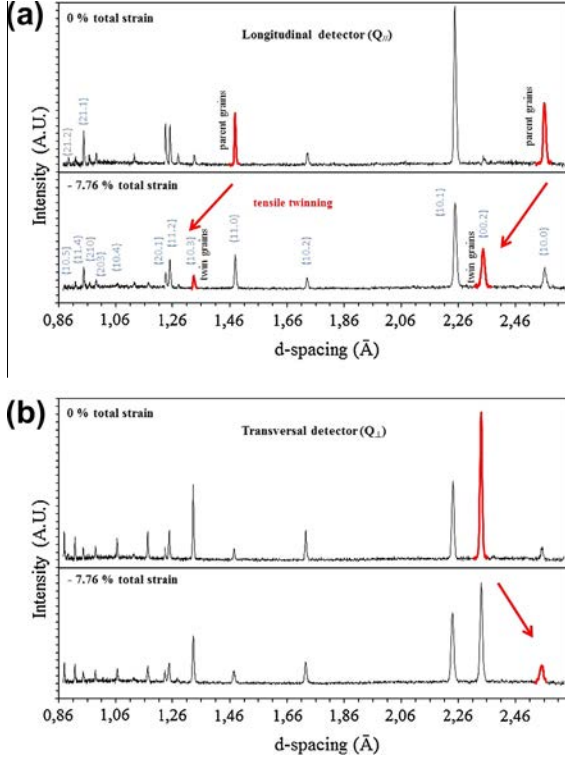 (a)
0 % total strain
Longitudinal detector (Q//)
{21.2}
{21.1}
parent grains
parent grains
Intensity (A.U.)
- 7.76 % total strain
tensile twinning
{10.5}
{11.4}
{210}
{203}
{10.4}
{20.1}
{11.2}
{10.3}
twin grains
{11.0}
{10.2}
{10.1}
twin grains
{00.2}
{10.0}
0,86 1,06 1,26 1,46 1,66 1,86 2,06 2,26 2,46
d-spacing (Ā)
(b)
0 % total strain
Transversal detector (Q⊥)
Intensity (A.U.)
- 7.76 % total strain
0,86 1,06 1,26 1,46 1,66 1,86 2,06 2,26 2,46
d-spacing (Ā)